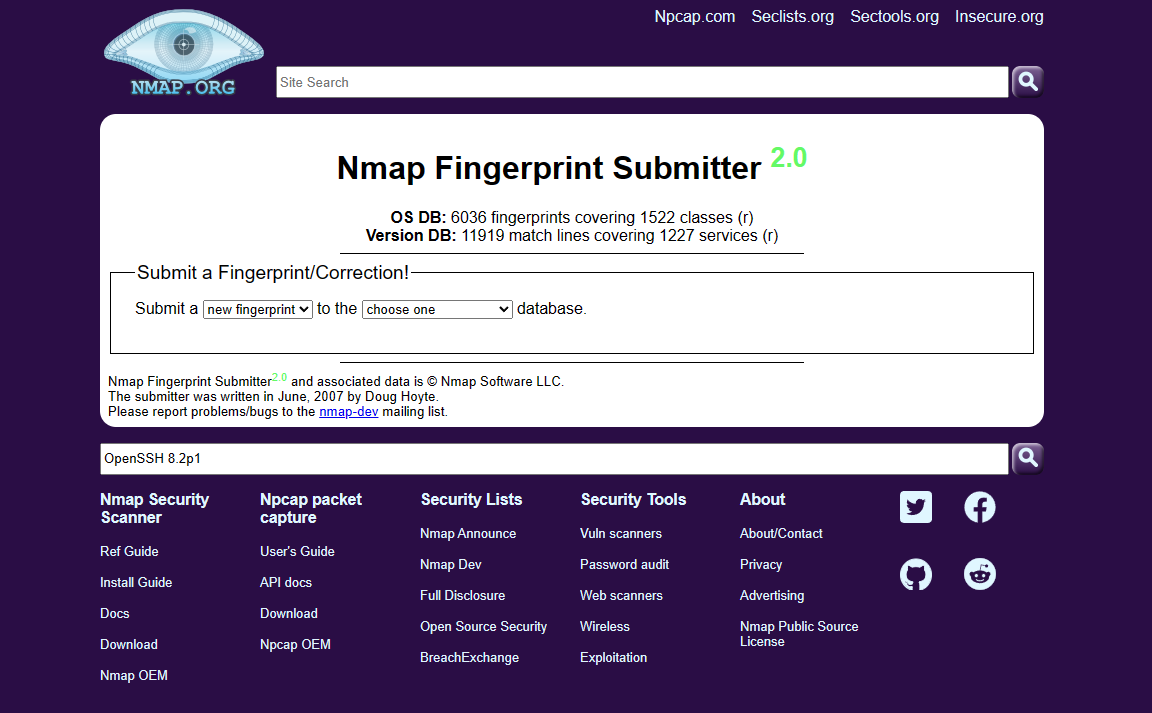 Npcap.com Seclists.org Sectools.org Insecure.org
NMAP.ORG
Site Search
Nmap Fingerprint Submitter 2.0
OS DB: 6036 fingerprints covering 1522 classes (r)
Version DB: 11919 match lines covering 1227 services (r)
Submit a Fingerprint/Correction!
Submit a new fingerprint to the choose one database.
Nmap Fingerprint Submitter2.0 and associated data is © Nmap Software LLC.
The submitter was written in June, 2007 by Doug Hoyte.
Please report problems/bugs to the nmap-dev mailing list.
OpenSSH 8.2p1
Nmap Security
Scanner
Ref Guide
Install Guide
Docs
Download
Nmap OEM
Npcap packet
capture
User's Guide
API docs
Download
Npcap OEM
Security Lists
Nmap Announce
Nmap Dev
Full Disclosure
Open Source Security
BreachExchange
Security Tools
Vuln scanners
Password audit
Web scanners
Wireless
Exploitation
About
About/Contact
Privacy
Advertising
Nmap Public Source
License